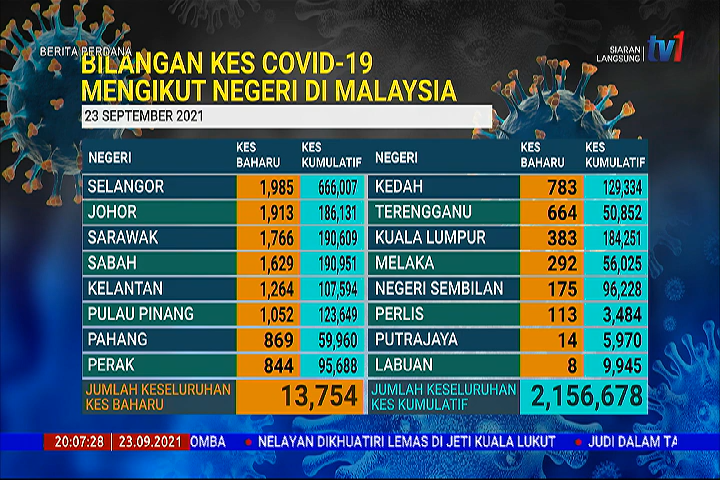 BERITA PERDANA
SIARAN
LANGSUNG
tv1
BILANGAN KES COVID-19
MENGIKUT NEGERI DI MALAYSIA
23 SEPTEMBER 2021
NEGERI KES BAHARU KES KUMULATIF
SELANGOR 1,985 666,007
JOHOR 1,913 186,131
SARAWAK 1,766 190,609
SABAH 1,629 190,951
KELANTAN 1,264 107,594
PULAU PINANG 1,052 123,649
PAHANG 869 59,960
PERAK 844 95,688
JUMLAH KESELURUHAN
KES BAHARU
13,754
NEGERI KES BAHARU KES KUMULATIF
KEDAH 783 129,334
TERENGGANU 664 50,852
KUALA LUMPUR 383 184,251
MELAKA 292 56,025
NEGERI SEMBILAN 175 96,228
PERLIS 113 3,484
PUTRAJAYA 14 5,970
LABUAN 8 9,945
JUMLAH KESELURUHAN
KES KUMULATIF
2,156,678
20:07:28 23.09.2021 OMBA • NELAYAN DIKHUATIRI LEMAS DI JETI KUALA LUKUT • JUDI DALAM TA